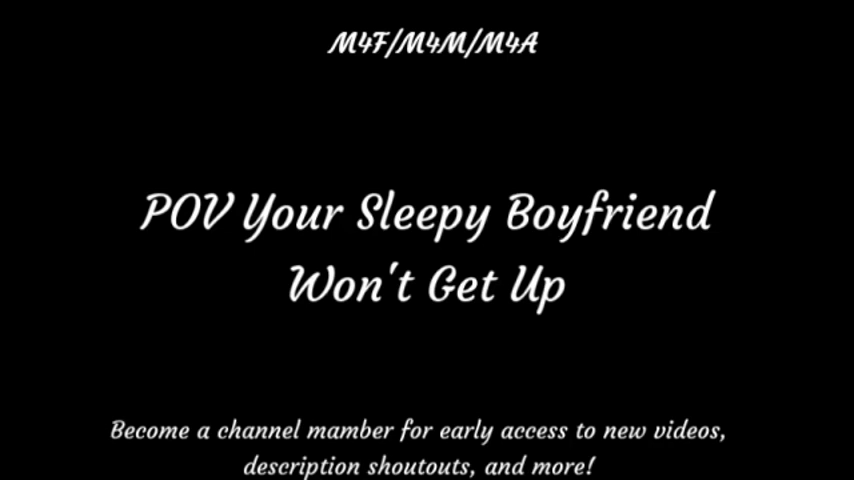 M4F/M4M/M4A
POV Your Sleepy Boyfriend
Won't Get Up
Become a channel mamber for early access to new videos,
description shoutouts, and more!